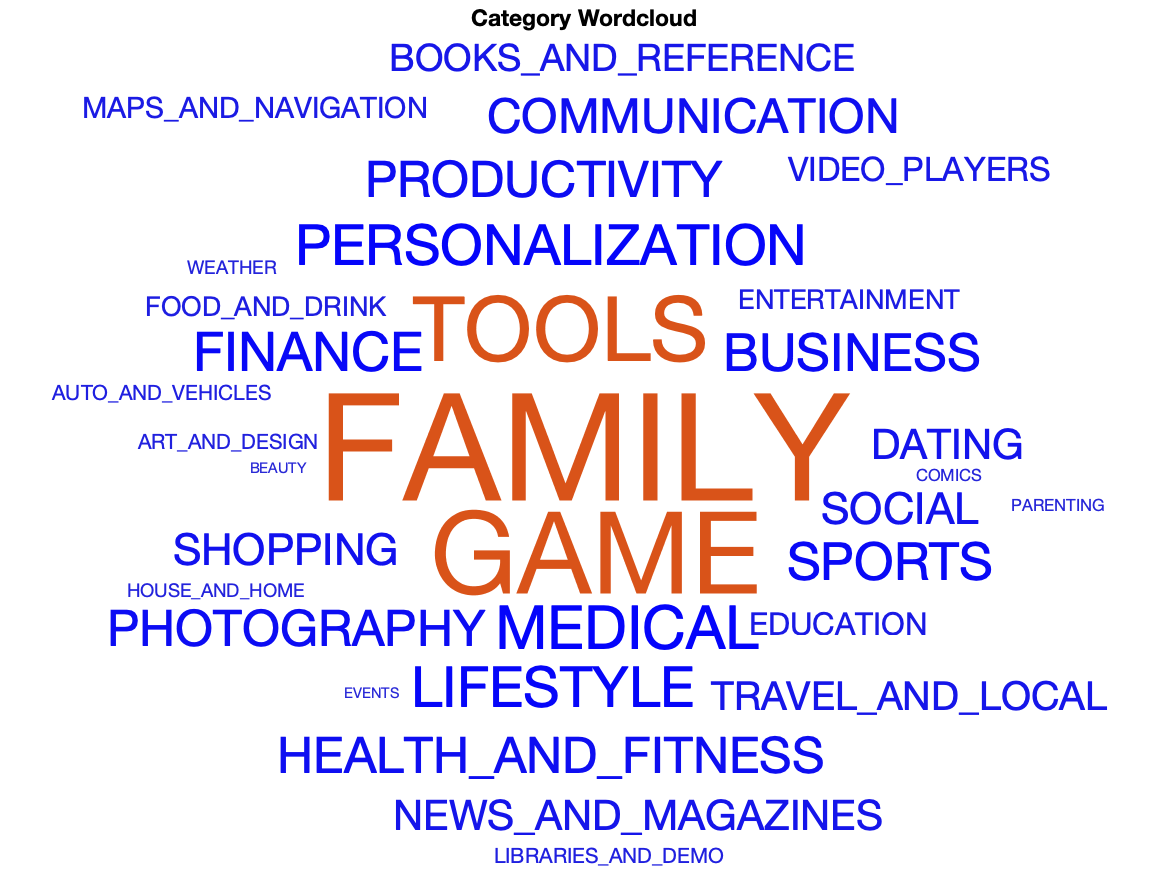 Category Wordcloud
BOOKS_AND_REFERENCE
MAPS_AND_NAVIGATION
COMMUNICATION
PRODUCTIVITY
VIDEO_PLAYERS
PERSONALIZATION
WEATHER
FOOD_AND_DRINK
TOOLS
ENTERTAINMENT
FINANCE
BUSINESS
AUTO_AND_VEHICLES
FAMILY
ART_AND_DESIGN
DATING
BEAUTY
COMICS
SOCIAL
PARENTING
SHOPPING
GAME
SPORTS
HOUSE_AND_HOME
PHOTOGRAPHY
MEDICAL
EDUCATION
EVENTS
LIFESTYLE
TRAVEL_AND_LOCAL
HEALTH_AND_FITNESS
NEWS_AND_MAGAZINES
LIBRARIES_AND_DEMO